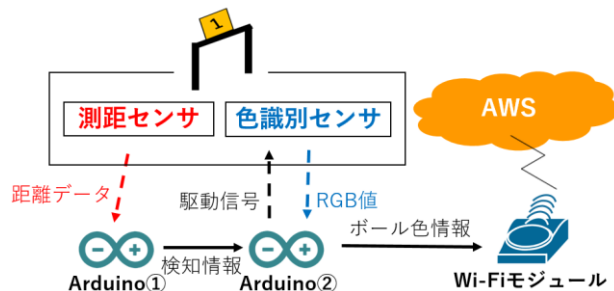 1
測距センサ
色識別センサ
AWS
距離データ
駆動信号
RGB値
ボール色情報
検知情報
Arduino①
Arduino②
Wi-Fiモジュール